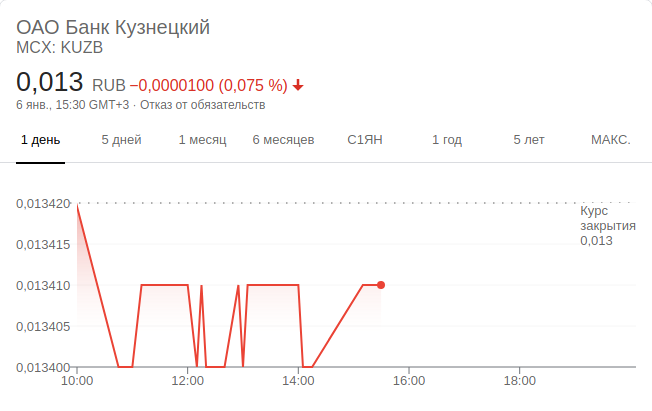 ОАО Банк Кузнецкий
MCX: KUZB
0,013 RUB −0,0000100 (0,075 %)
6 янв., 15:30 GMT+3 · Отказ от обязательств
1 день 5 дней 1 месяц 6 месяцев С1ЯН 1 год 5 лет МАКС.
0,013420
Курс
закрытия
0,013415 0,013
0,013410
0,013405
0,013400
10:00 12:00 14:00 16:00 18:00